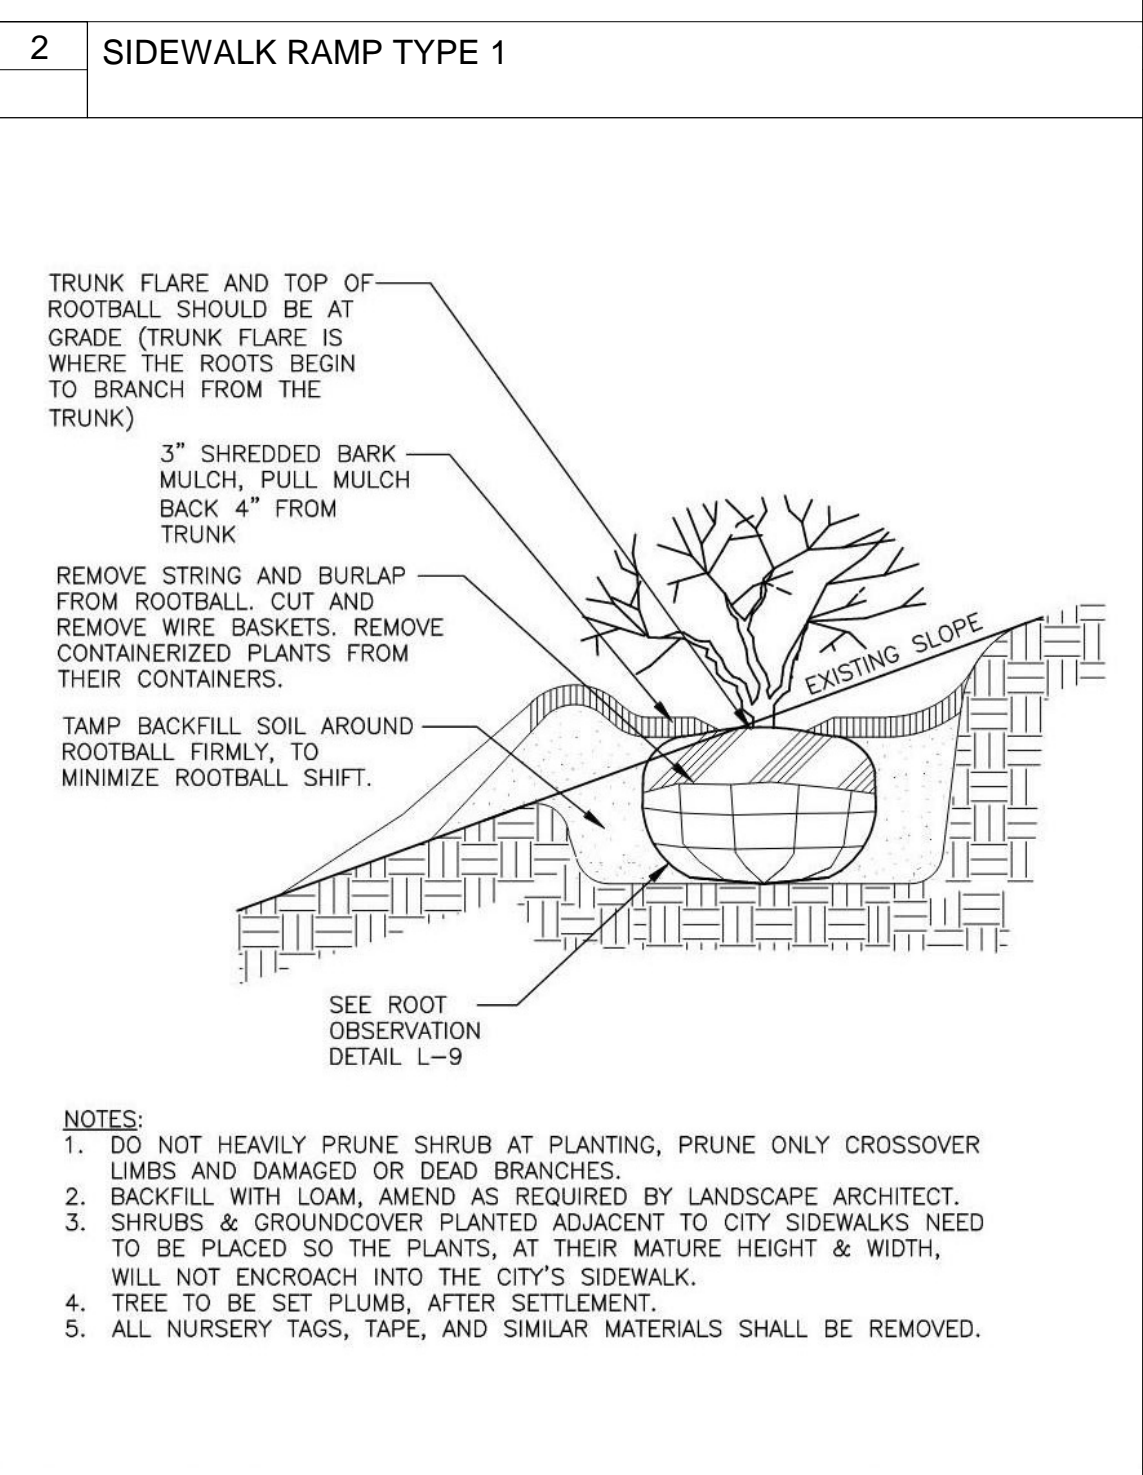 2
SIDEWALK RAMP TYPE 1
TRUNK FLARE AND TOP OF
ROOTBALL SHOULD BE AT
GRADE (TRUNK FLARE IS
WHERE THE ROOTS BEGIN
TO BRANCH FROM THE
TRUNK)
3" SHREDDED BARK
MULCH, PULL MULCH
BACK 4" FROM
TRUNK
REMOVE STRING AND BURLAP
FROM ROOTBALL. CUT AND
REMOVE WIRE BASKETS. REMOVE
CONTAINERIZED PLANTS FROM
THEIR CONTAINERS.
TAMP BACKFILL SOIL AROUND
ROOTBALL FIRMLY, TO
MINIMIZE ROOTBALL SHIFT.
EXISTING SLOPE
SEE ROOT
OBSERVATION
DETAIL L-9
NOTES:
1. DO NOT HEAVILY PRUNE SHRUB AT PLANTING, PRUNE ONLY CROSSOVER
LIMBS AND DAMAGED OR DEAD BRANCHES.
2. BACKFILL WITH LOAM, AMEND AS REQUIRED BY LANDSCAPE ARCHITECT.
3. SHRUBS & GROUNDCOVER PLANTED ADJACENT TO CITY SIDEWALKS NEED
TO BE PLACED SO THE PLANTS, AT THEIR MATURE HEIGHT & WIDTH,
WILL NOT ENCROACH INTO THE CITY'S SIDEWALK.
4. TREE TO BE SET PLUMB, AFTER SETTLEMENT.
5. ALL NURSERY TAGS, TAPE, AND SIMILAR MATERIALS SHALL BE REMOVED.